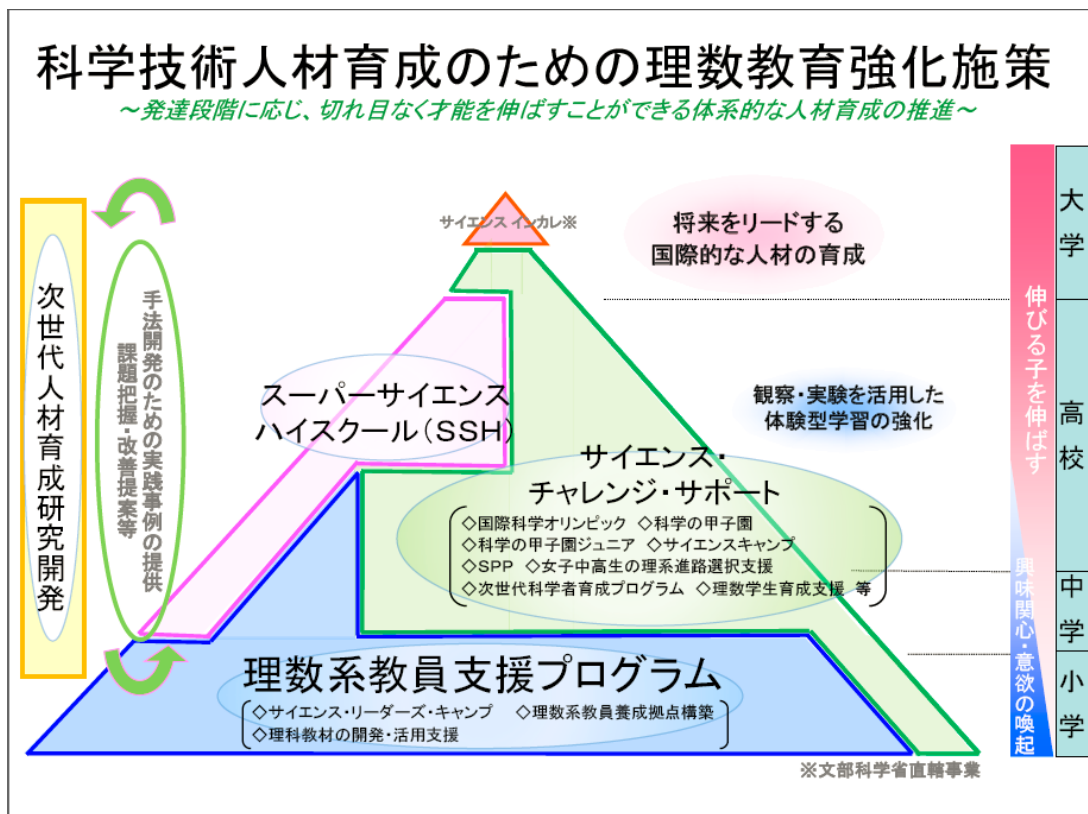 科学技術人材育成のための理数教育強化施策
～発達段階に応じ、切れ目なく才能を伸ばすことができる体系的な人材育成の推進～
次世代人材育成研究開発
手法開発のための実践事例の提供
課題把握・改善提案等
サイエンス インカレ※
将来をリードする
国際的な人材の育成
スーパーサイエンス
ハイスクール（ＳＳＨ）
観察・実験を活用した
体験型学習の強化
サイエンス・
チャレンジ・サポート
◇国際科学オリンピック ◇科学の甲子園
◇科学の甲子園ジュニア ◇サイエンスキャンプ
◇SPP ◇女子中高生の理系進路選択支援
◇次世代科学者育成プログラム ◇理数学生育成支援 等
理数系教員支援プログラム
◇サイエンス・リーダーズ・キャンプ ◇理数系教員養成拠点構築
◇理科教材の開発・活用支援
※文部科学省直轄事業
伸びる子を伸ばす
興味関心・意欲の喚起
大学
高校
中学
小学